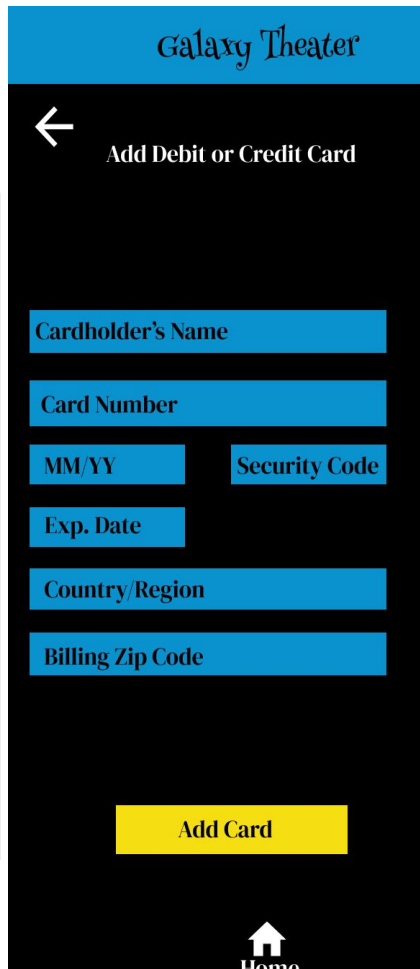 Galaxy Theater
Add Debit or Credit Card
Cardholder's Name
Card Number
MM/YY
Security Code
Exp. Date
Country/Region
Billing Zip Code
Add Card
Home